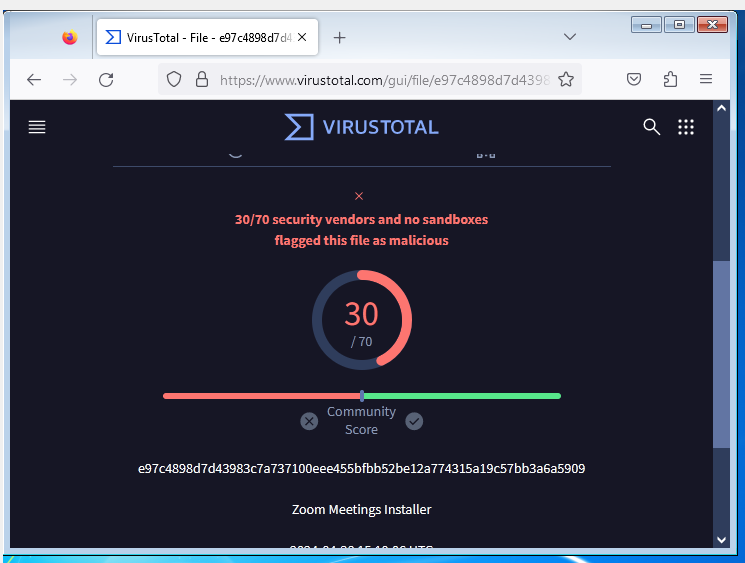 VirusTotal - File - e97c4898d7d4
https://www.virustotal.com/gui/file/e97c4898d7d4398
VIRUSTOTAL
30/70 security vendors and no sandboxes
flagged this file as malicious
30
/ 70
Community
Score
e97c4898d7d43983c7a737100eee455bfbb52be12a774315a19c57bb3a6a5909
Zoom Meetings Installer